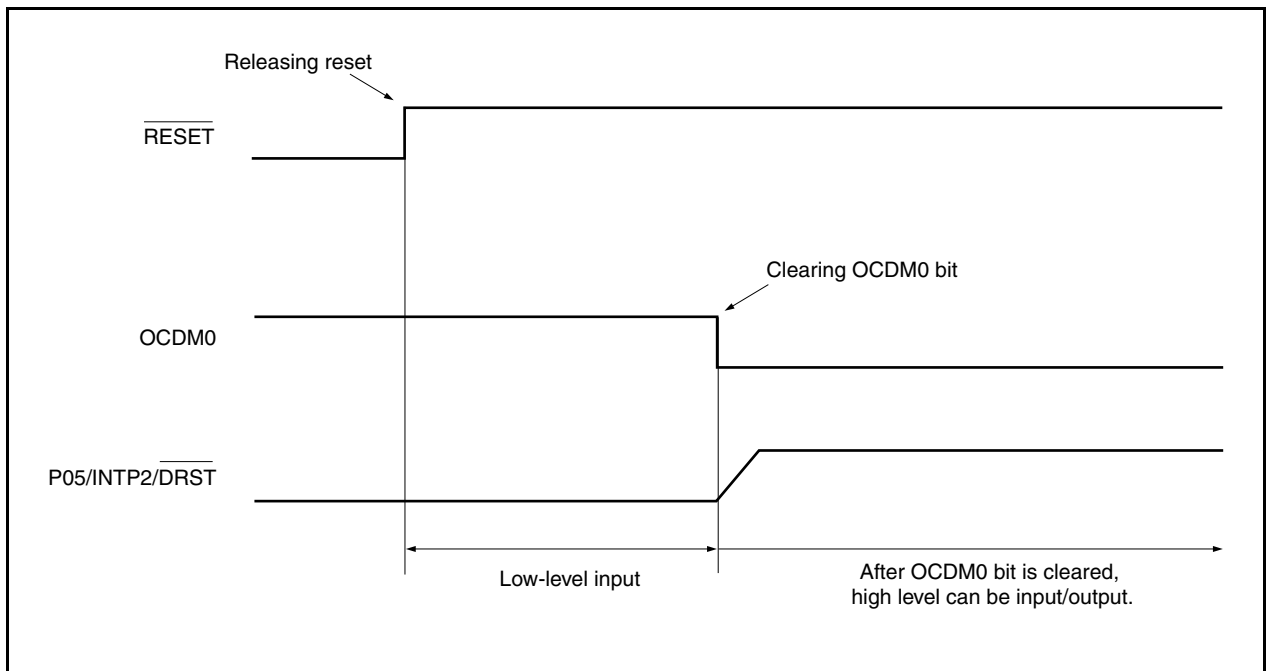 Releasing reset
RESET
Clearing OCDM0 bit
OCDM0
P05/INTP2/DRST
Low-level input
After OCDM0 bit is cleared,
high level can be input/output.